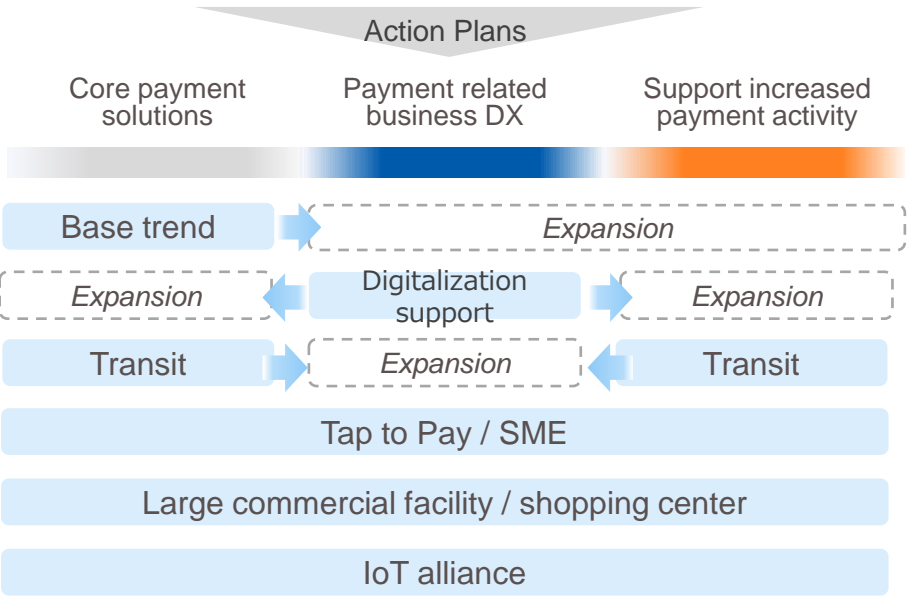 Action Plans
Core payment
solutions
Payment related
business DX
Support increased
payment activity
Base trend
Expansion
Expansion
Digitalization
support
Expansion
Transit
Expansion
Transit
Tap to Pay / SME
Large commercial facility / shopping center
IoT alliance